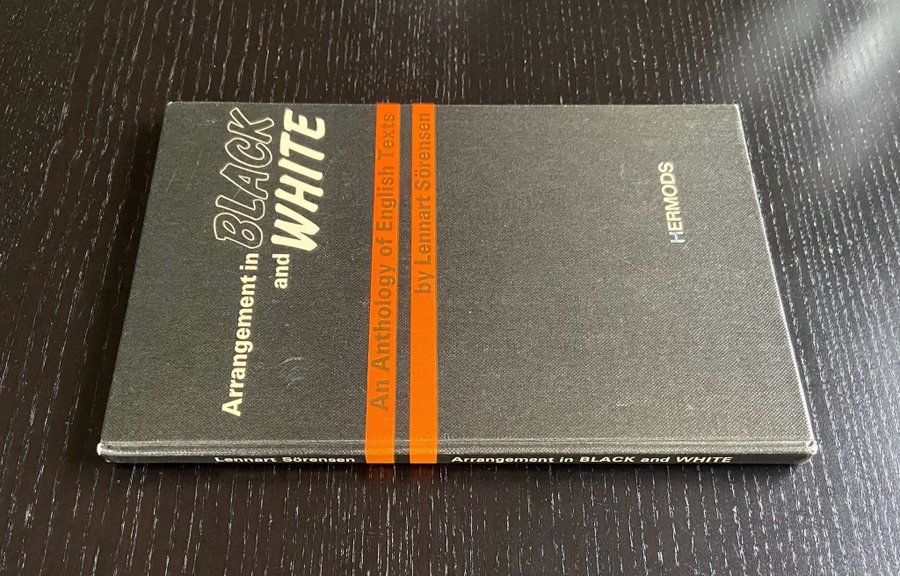 Arrangement in
BLACK
and
WHITE
An Anthology of English Texts
by Lennart Sörensen
HERMODS
Lennart Sörensen Arrangement in BLACK and WHITE